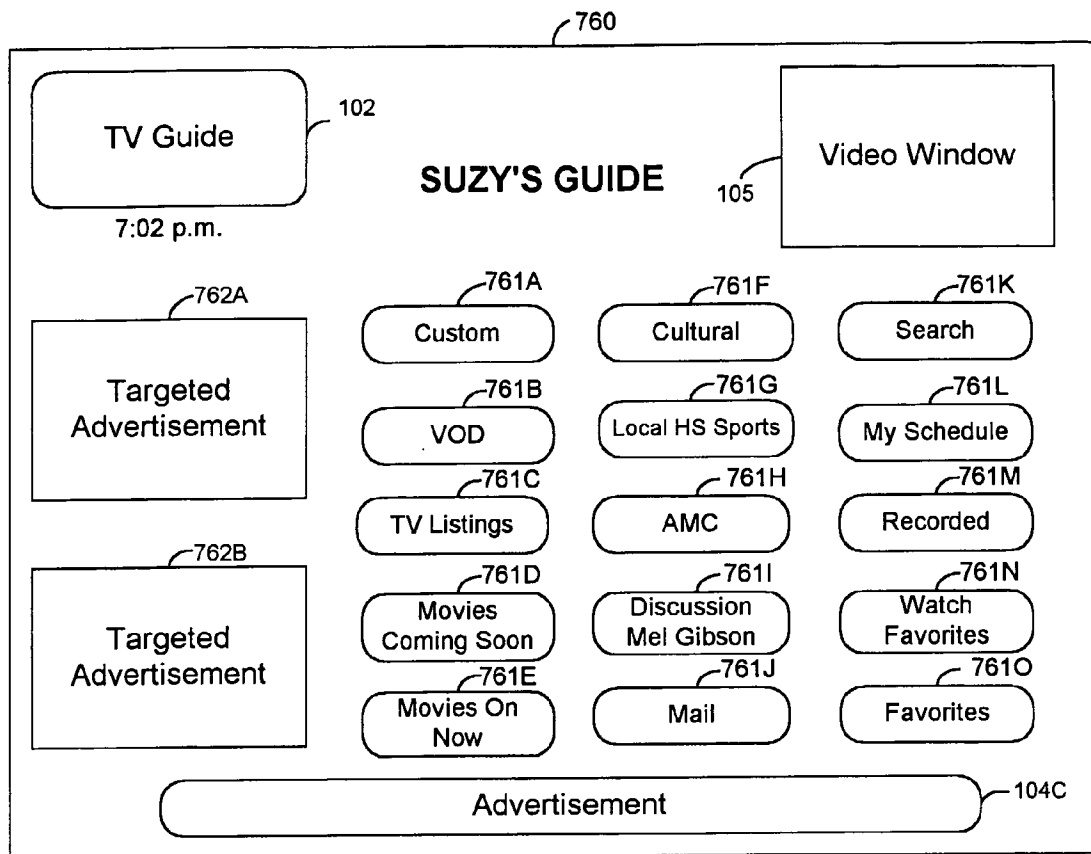 760
TV Guide
102
SUZY'S GUIDE
Video Window
105
7:02 p.m.
762A
Targeted
Advertisement
762B
Targeted
Advertisement
761A
Custom
761F
Cultural
761K
Search
761B
VOD
761G
Local HS Sports
761L
My Schedule
761C
TV Listings
761H
AMC
761M
Recorded
761D
Movies
Coming Soon
761I
Discussion
Mel Gibson
761N
Watch
Favorites
761E
Movies On
Now
761J
Mail
761O
Favorites
Advertisement
104C